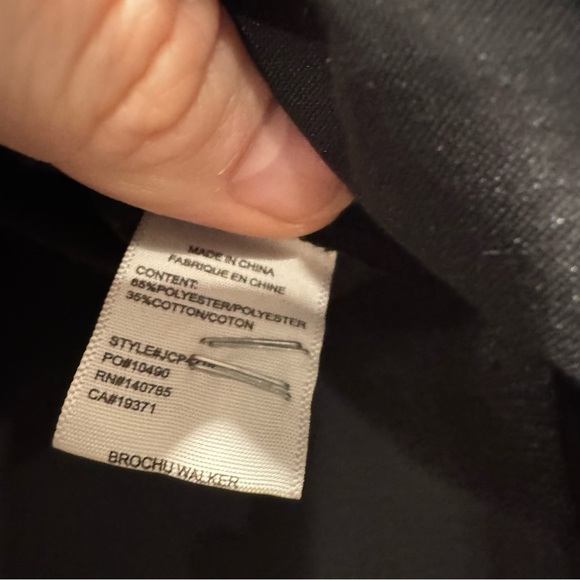 MADE IN CHINA
FABRIQUE EN CHINE
CONTENT:
65%POLYESTER/POLYESTER
35%COTTON/COTON
PO#10490
RN#140785
CA#19371
BROCHU WALKER